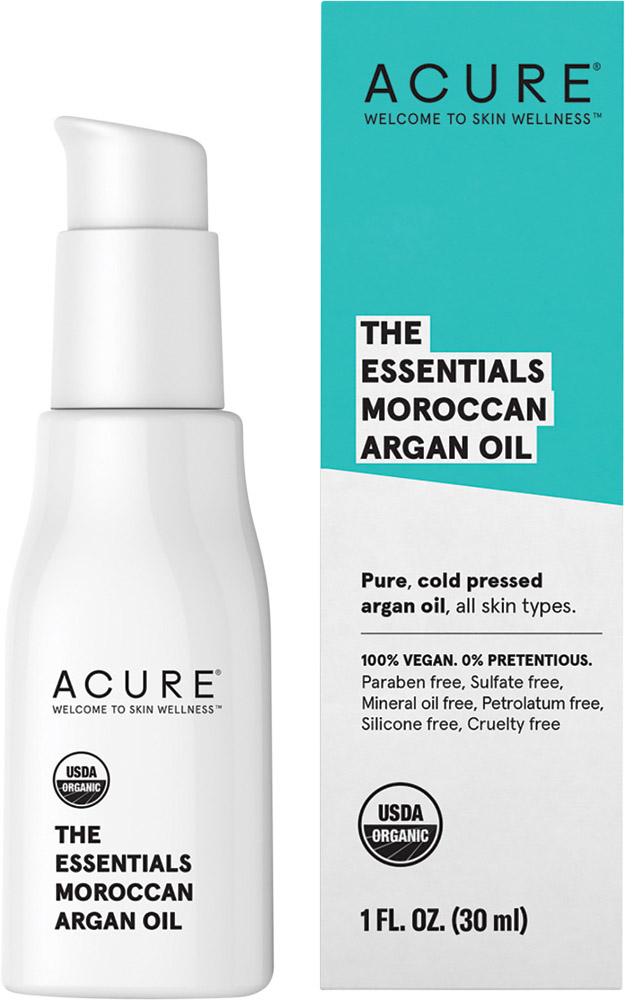 ACURE®
WELCOME TO SKIN WELLNESS™
USDA
ORGANIC
THE
ESSENTIALS
MOROCCAN
ARGAN OIL
ACURE®
WELCOME TO SKIN WELLNESS™
THE
ESSENTIALS
MOROCCAN
ARGAN OIL
Pure, cold pressed
argan oil, all skin types.
100% VEGAN. 0% PRETENTIOUS.
Paraben free, Sulfate free,
Mineral oil free, Petrolatum free,
Silicone free, Cruelty free
USDA
ORGANIC
1 FL. OZ. (30 ml)